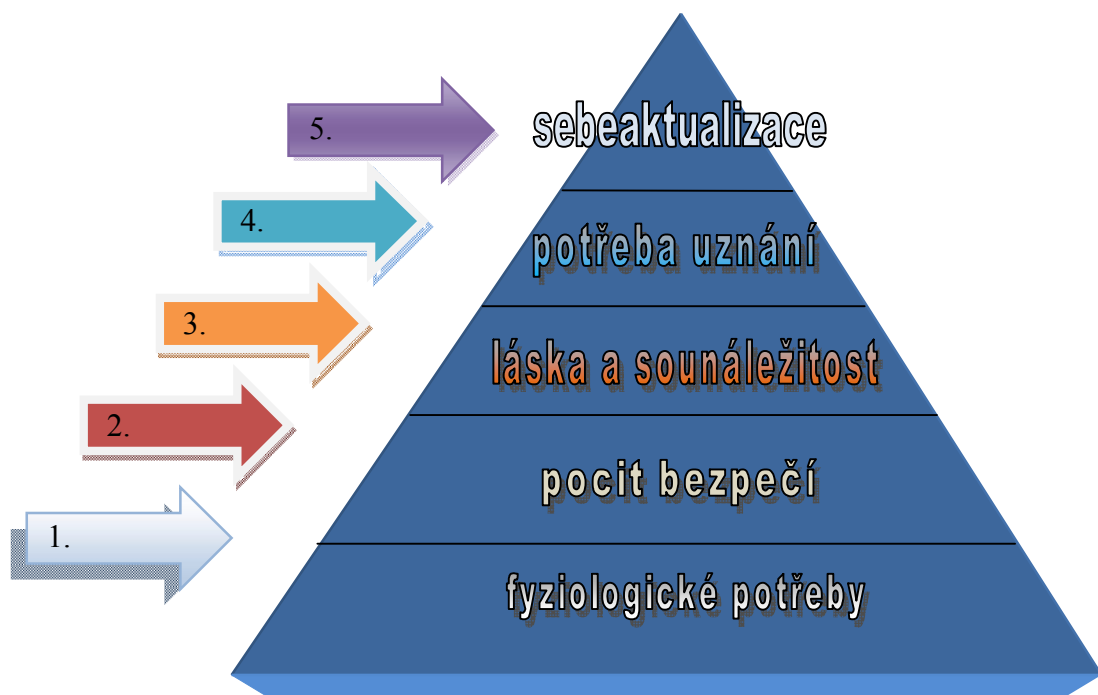 5.
sebeaktualizace
4.
potřeba uznání
3.
láska a sounáležitost
2.
pocit bezpečí
1.
fyziologické potřeby